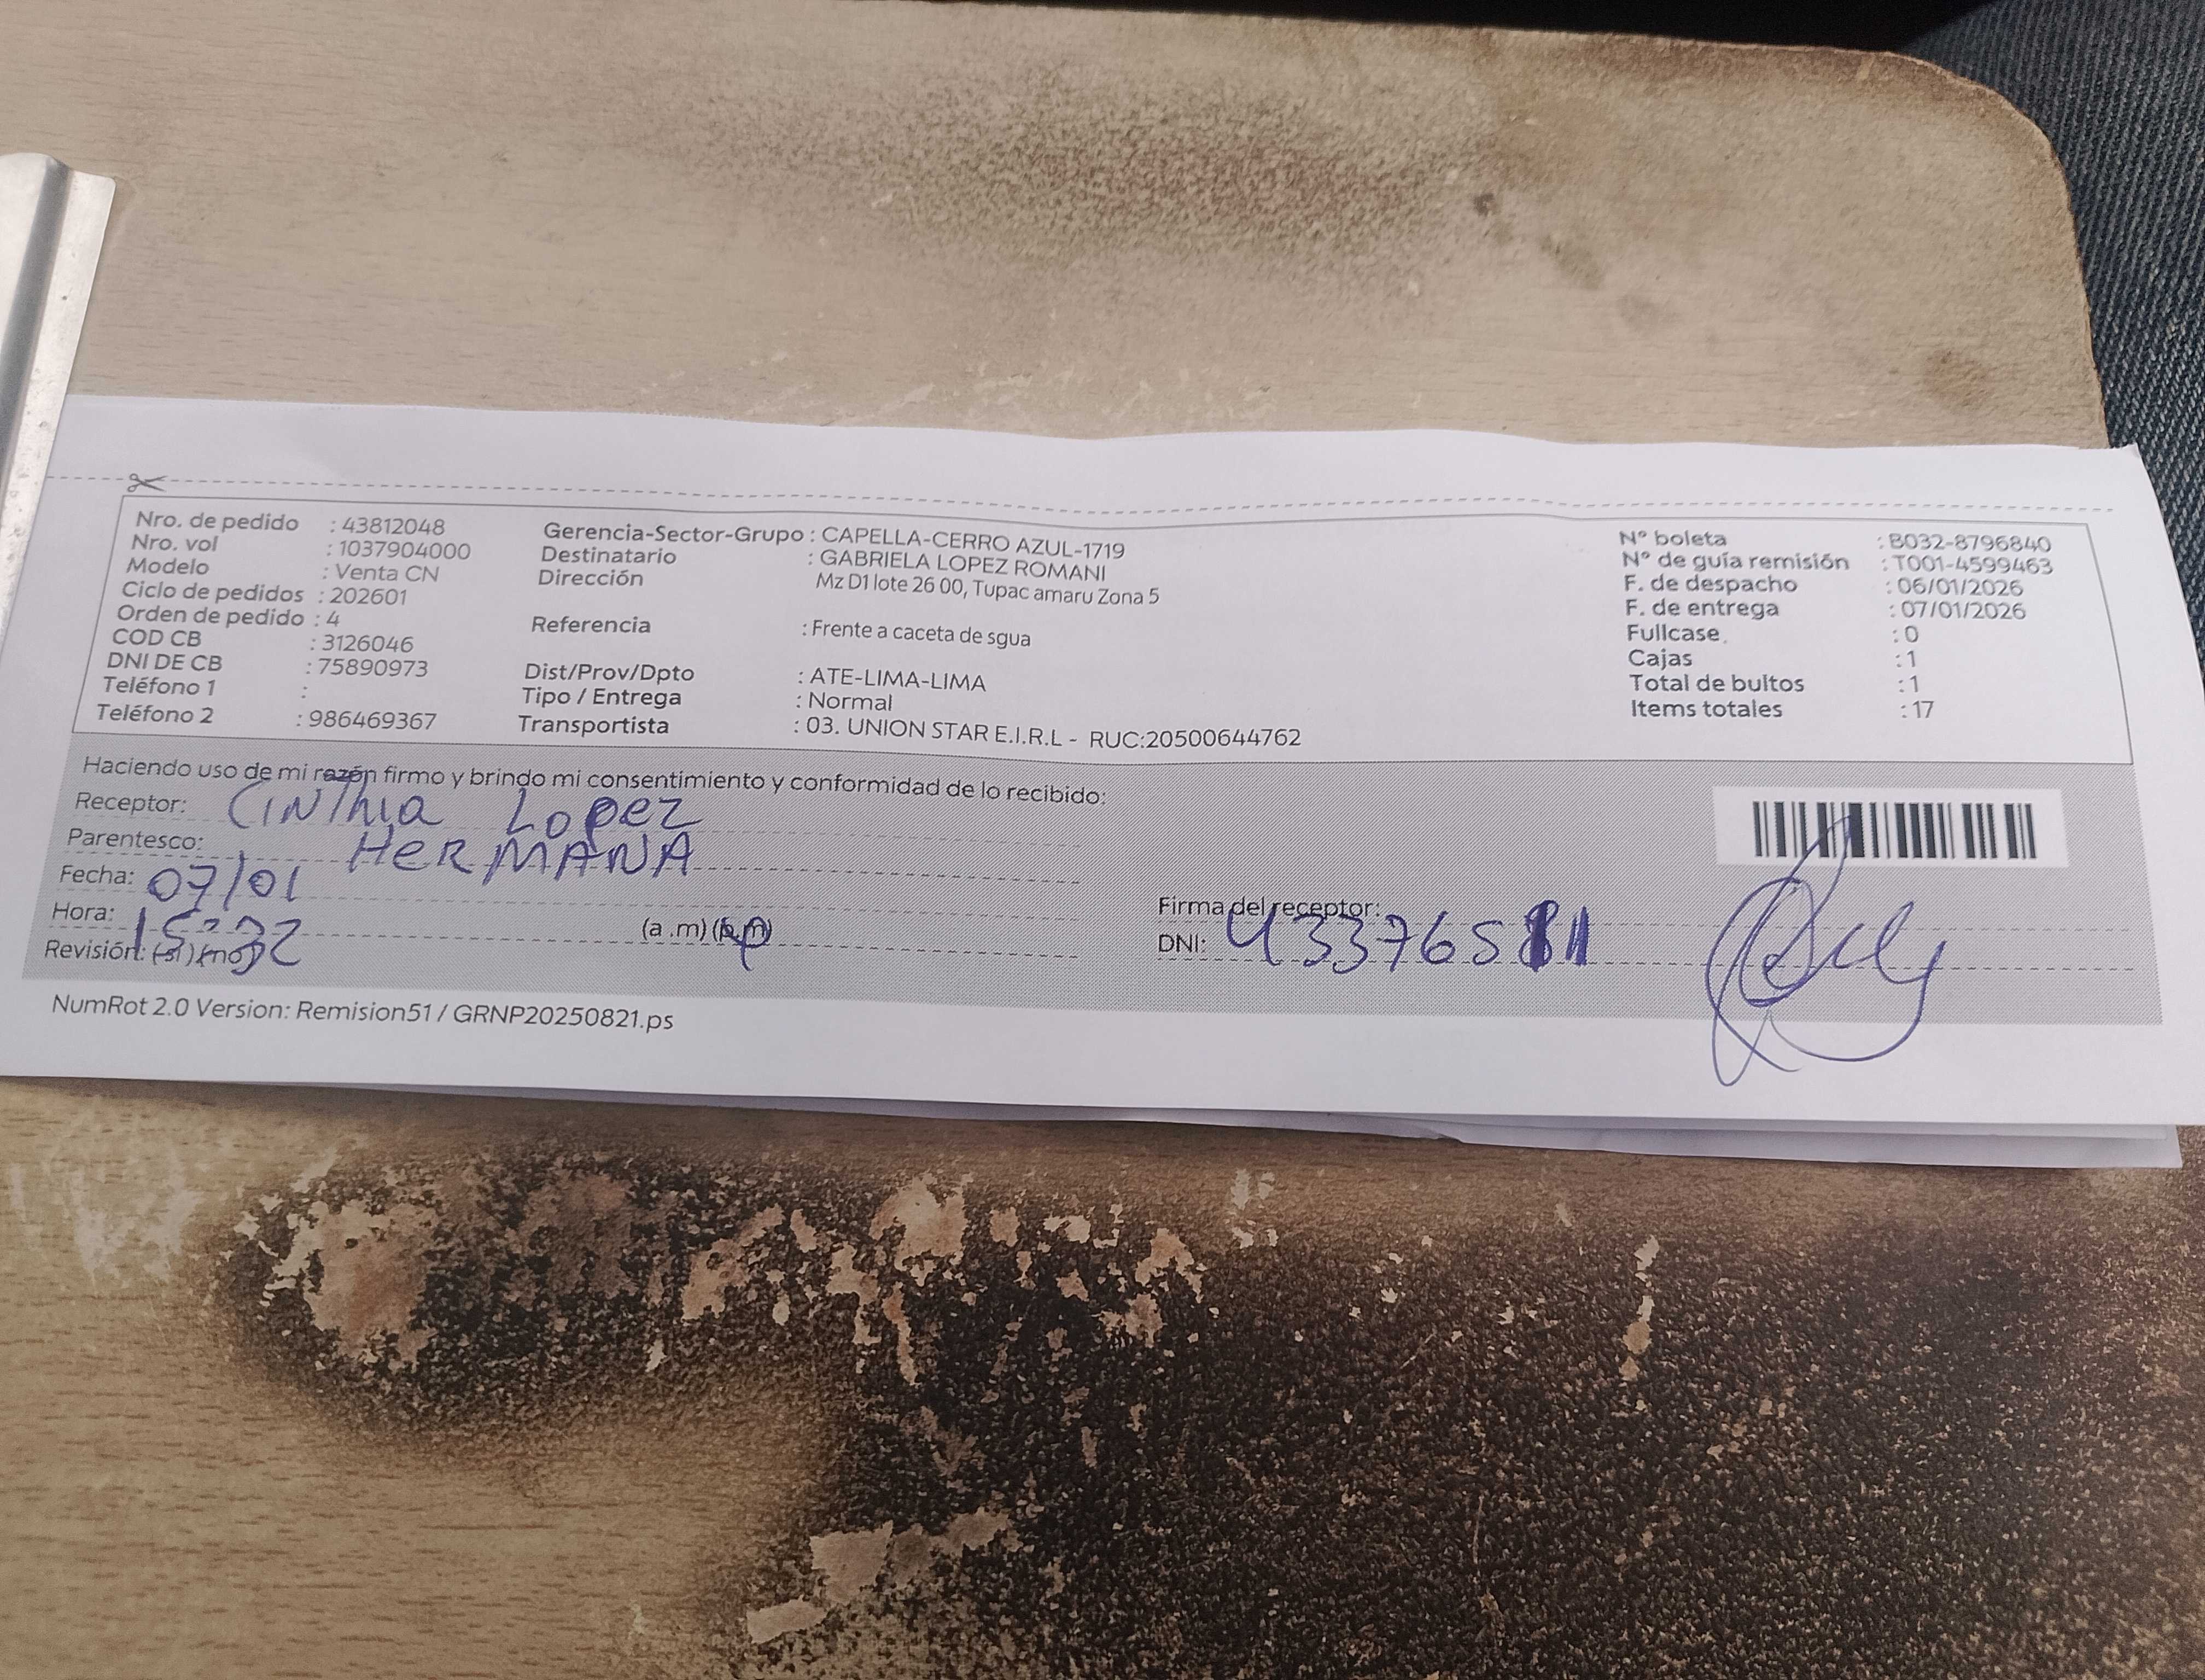 Nro. de pedido : 43812048
Nro. vol : 1037904000
Modelo : Venta CN
Ciclo de pedidos : 202601
Orden de pedido : 4
COD CB : 3126046
DNI DE CB : 75890973
Teléfono 1 :
Teléfono 2 : 986469367
Gerencia-Sector-Grupo : CAPELLA-CERRO AZUL-1719
Destinatario : GABRIELA LOPEZ ROMANI
Dirección Mz D1 lote 26 00, Tupac amaru Zona 5
Referencia : Frente a caceta de sgua
Dist/Prov/Dpto : ATE-LIMA-LIMA
Tipo / Entrega : Normal
Transportista : 03. UNION STAR E.I.R.L - RUC:20500644762
N° boleta : B032-8796840
N° de guía remisión : T001-4599463
F. de despacho : 06/01/2026
F. de entrega : 07/01/2026
Fullcase. : 0
Cajas : 1
Total de bultos : 1
Items totales : 17
Haciendo uso de mi razón firmo y brindo mi consentimiento y conformidad de lo recibido:
Receptor: CINThia Lopez
Parentesco: HeRMANA
Fecha: 07/01
Hora: 15:32 (a .m) (p.m)
Revisión: (si) (no)
Firma del receptor:
DNI:
NumRot 2.0 Version: Remision51 / GRNP20250821.ps